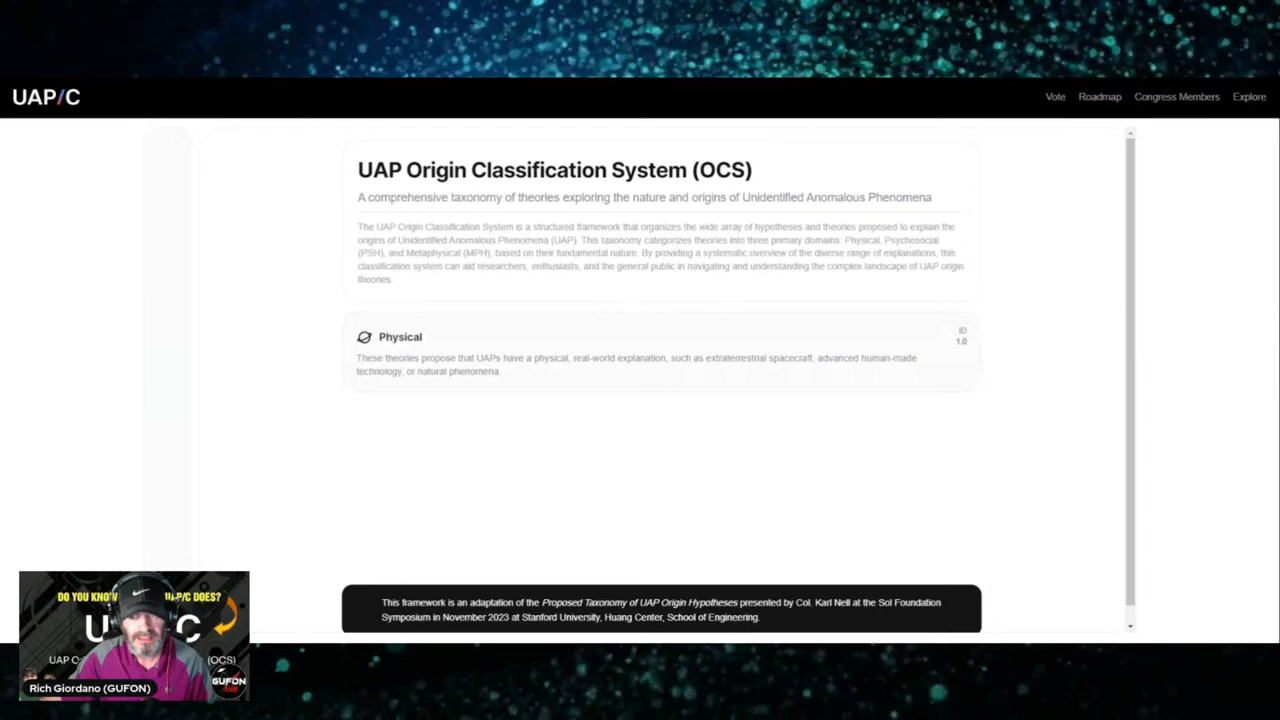 UAP/C
Vote Roadmap Congress Members Explore
UAP Origin Classification System (OCS)
A comprehensive taxonomy of theories exploring the nature and origins of Unidentified Anomalous Phenomena
The UAP Origin Classification System is a structured framework that organizes the wide array of hypotheses and theories proposed to explain the
origins of Unidentified Anomalous Phenomena (UAP). This taxonomy categorizes theories into three primary domains: Physical, Psychosocial
(PSH), and Metaphysical (MPH), based on their fundamental nature. By providing a systematic overview of the diverse range of explanations, this
classification system can aid researchers, enthusiasts, and the general public in navigating and understanding the complex landscape of UAP origin
theories.
Physical
ID
1.0
These theories propose that UAPs have a physical, real-world explanation, such as extraterrestrial spacecraft, advanced human-made
technology, or natural phenomena.
This framework is an adaptation of the Proposed Taxonomy of UAP Origin Hypotheses presented by Col. Karl Nell at the Sol Foundation
Symposium in November 2023 at Stanford University, Huang Center, School of Engineering.
DO YOU KNOW AP/C DOES?
U C
UAP O (OCS)
GUFON
Rich Giordano (GUFON)